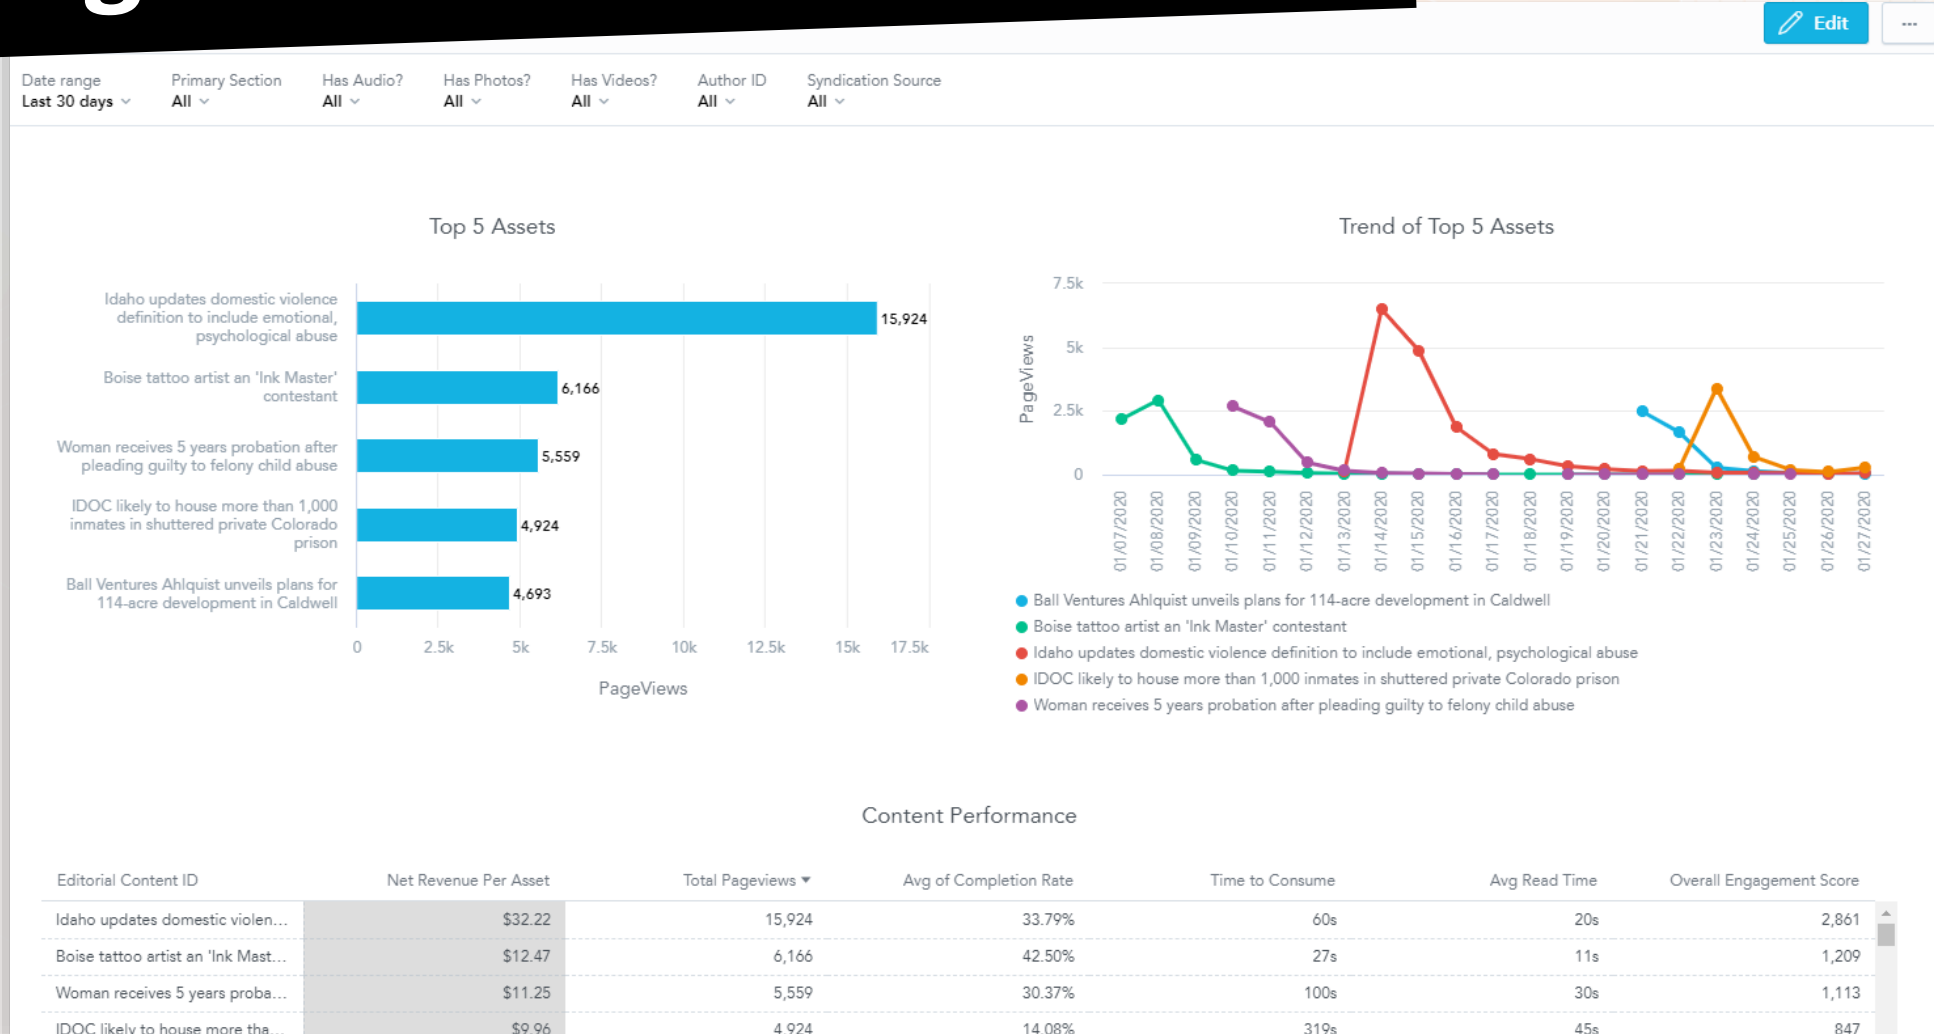 g
Edit
...
Date range
Last 30 days
Primary Section
All
Has Audio?
All
Has Photos?
All
Has Videos?
All
Author ID
All
Syndication Source
All
Top 5 Assets
Idaho updates domestic violence
definition to include emotional,
psychological abuse
15,924
Boise tattoo artist an 'Ink Master'
contestant
6,166
Woman receives 5 years probation after
pleading guilty to felony child abuse
5,559
IDOC likely to house more than 1,000
inmates in shuttered private Colorado
prison
4,924
Ball Ventures Ahlquist unveils plans for
114-acre development in Caldwell
4,693
0 2.5k 5k 7.5k 10k 12.5k 15k 17.5k
PageViews
Trend of Top 5 Assets
PageViews
7.5k
5k
2.5k
0
01/07/2020
01/08/2020
01/09/2020
01/10/2020
01/11/2020
01/12/2020
01/13/2020
01/14/2020
01/15/2020
01/16/2020
01/17/2020
01/18/2020
01/19/2020
01/20/2020
01/21/2020
01/22/2020
01/23/2020
01/24/2020
01/25/2020
01/26/2020
01/27/2020
Ball Ventures Ahlquist unveils plans for 114-acre development in Caldwell
Boise tattoo artist an 'Ink Master' contestant
Idaho updates domestic violence definition to include emotional, psychological abuse
IDOC likely to house more than 1,000 inmates in shuttered private Colorado prison
Woman receives 5 years probation after pleading guilty to felony child abuse
Content Performance
Editorial Content ID Net Revenue Per Asset Total Pageviews Avg of Completion Rate Time to Consume Avg Read Time Overall Engagement Score
Idaho updates domestic violen... $32.22 15,924 33.79% 60s 20s 2,861
Boise tattoo artist an 'Ink Mast... $12.47 6,166 42.50% 27s 11s 1,209
Woman receives 5 years proba... $11.25 5,559 30.37% 100s 30s 1,113
IDOC likely to house more tha... $9.96 4,924 14.08% 319s 45s 847